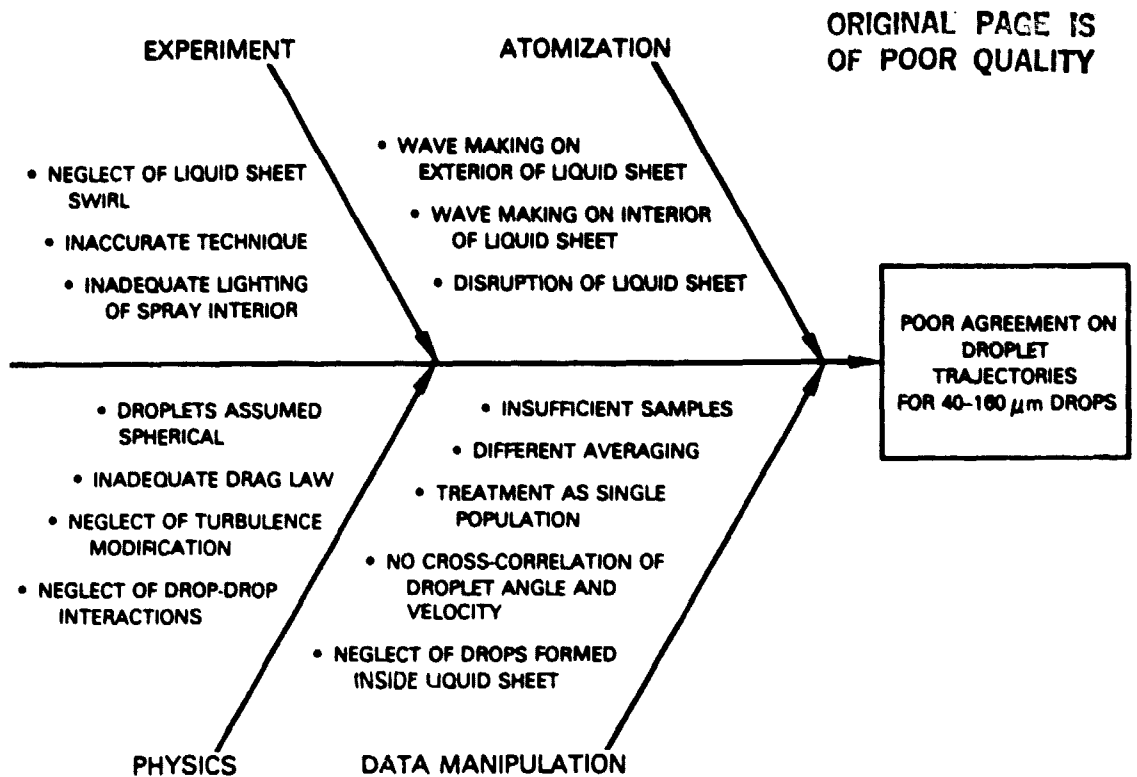 ORIGINAL PAGE IS
OF POOR QUALITY
EXPERIMENT
• NEGLECT OF LIQUID SHEET
SWIRL
• INACCURATE TECHNIQUE
• INADEQUATE LIGHTING
OF SPRAY INTERIOR
ATOMIZATION
• WAVE MAKING ON
EXTERIOR OF LIQUID SHEET
• WAVE MAKING ON INTERIOR
OF LIQUID SHEET
• DISRUPTION OF LIQUID SHEET
POOR AGREEMENT ON
DROPLET
TRAJECTORIES
FOR 40-160 μm DROPS
• DROPLETS ASSUMED
SPHERICAL
• INADEQUATE DRAG LAW
• NEGLECT OF TURBULENCE
MODIFICATION
• NEGLECT OF DROP-DROP
INTERACTIONS
PHYSICS
• INSUFFICIENT SAMPLES
• DIFFERENT AVERAGING
• TREATMENT AS SINGLE
POPULATION
• NO CROSS-CORRELATION OF
DROPLET ANGLE AND
VELOCITY
• NEGLECT OF DROPS FORMED
INSIDE LIQUID SHEET
DATA MANIPULATION